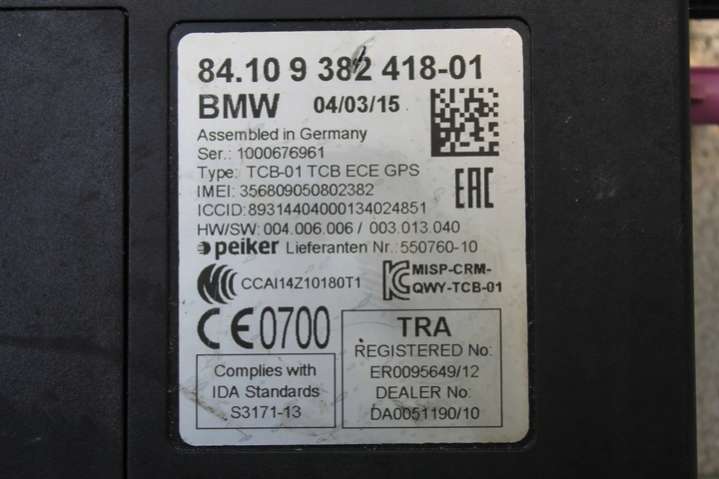 84.10 9 382 418-01
BMW 04/03/15
Assembled in Germany
Ser.: 1000676961
Type: TCB-01 TCB ECE GPS
IMEI: 356809050802382
ICCID:89314404000134024851
HW/SW: 004.006.006 / 003.013.040
EAC
peiker Lieferanten Nr.:550760-10
CCAI14Z10180T1
MISP-CRM-
QWY-TCB-01
CE0700
Complies with
IDA Standards
S3171-13
TRA
REGISTERED No:
ER0095649/12
DEALER No:
DA0051190/10